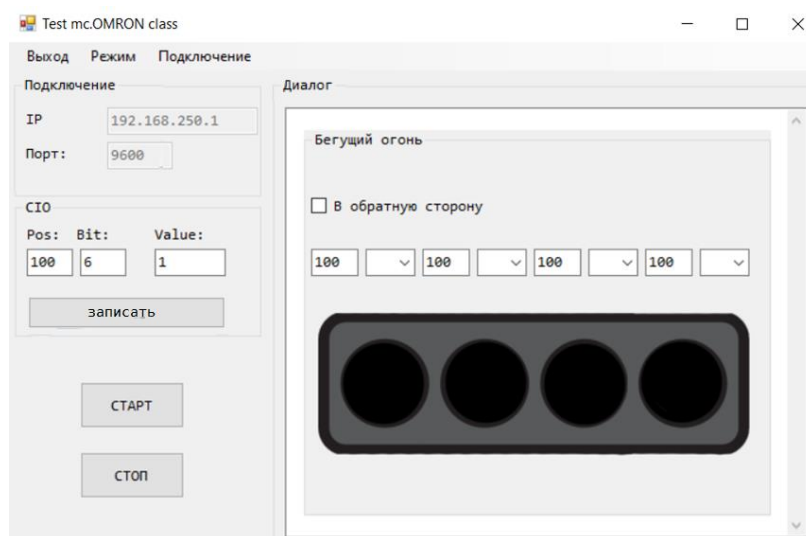 Test mc.OMRON class
Выход Режим Подключение
Подключение
IP 192.168.250.1
Порт: 9600
CIO
Pos: Bit: Value:
100 6 1
записать
СТАРТ
СТОП
Диалог
Бегущий огонь
В обратную сторону
100 100 100 100